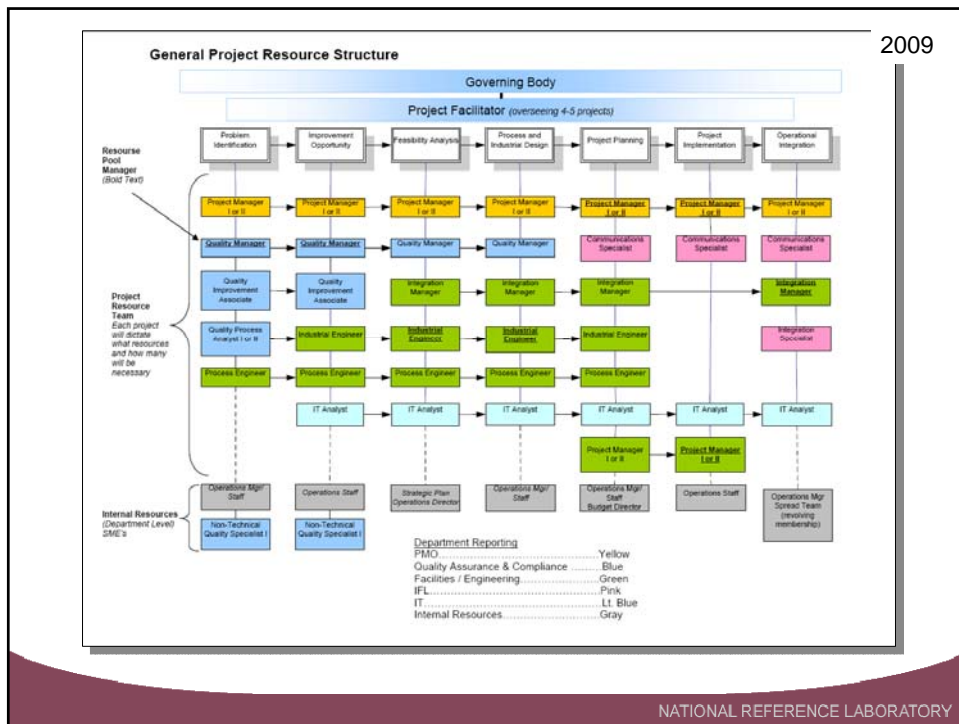 2009
General Project Resource Structure
Governing Body
Project Facilitator (overseeing 4-5 projects)
Problem
Identification
Improvement
Opportunity
Feasibility Analysis
Process and
Industrial Design
Project Planning
Project
Implementation
Operational
Integration
Resourse
Pool
Manager
(Bold Text)
Project Manager
I or II
Project Manager
I or II
Project Manager
I or II
Project Manager
I or II
Project Manager
I or II
Project Manager
I or II
Project Manager
I or II
Quality Manager
Quality Manager
Quality Manager
Quality Manager
Communications
Specialist
Communications
Specialist
Communications
Specialist
Quality
Improvement
Associate
Quality
Improvement
Associate
Integration
Manager
Integration
Manager
Integration
Manager
Integration
Manager
Project
Resource
Team
Each project
will dictate
what resources
and how many
will be
necessary
Quality Process
Analyst I or II
Industrial Engineer
Industrial
Engineer
Industrial
Engineer
Industrial Engineer
Integration
Specialist
Process Engineer
Process Engineer
Process Engineer
Process Engineer
Process Engineer
IT Analyst
IT Analyst
IT Analyst
IT Analyst
IT Analyst
IT Analyst
Project Manager
I or II
Project Manager
I or II
Internal Resources
(Department Level)
SME's
Operations Mgr/
Staff
Operations Staff
Strategic Plan
Operations Director
Operations Mgr/
Staff
Operations Mgr/
Staff
Budget Director
Operations Staff
Operations Mgr
Spread Team
(revolving
membership)
Non-Technical
Quality Specialist I
Non-Technical
Quality Specialist I
Department Reporting
PMO.......................................Yellow
Quality Assurance & Compliance .........Blue
Facilities / Engineering.........................Green
IFL..........................................Pink
IT............................................Lt. Blue
Internal Resources.........................Gray
NATIONAL REFERENCE LABORATORY